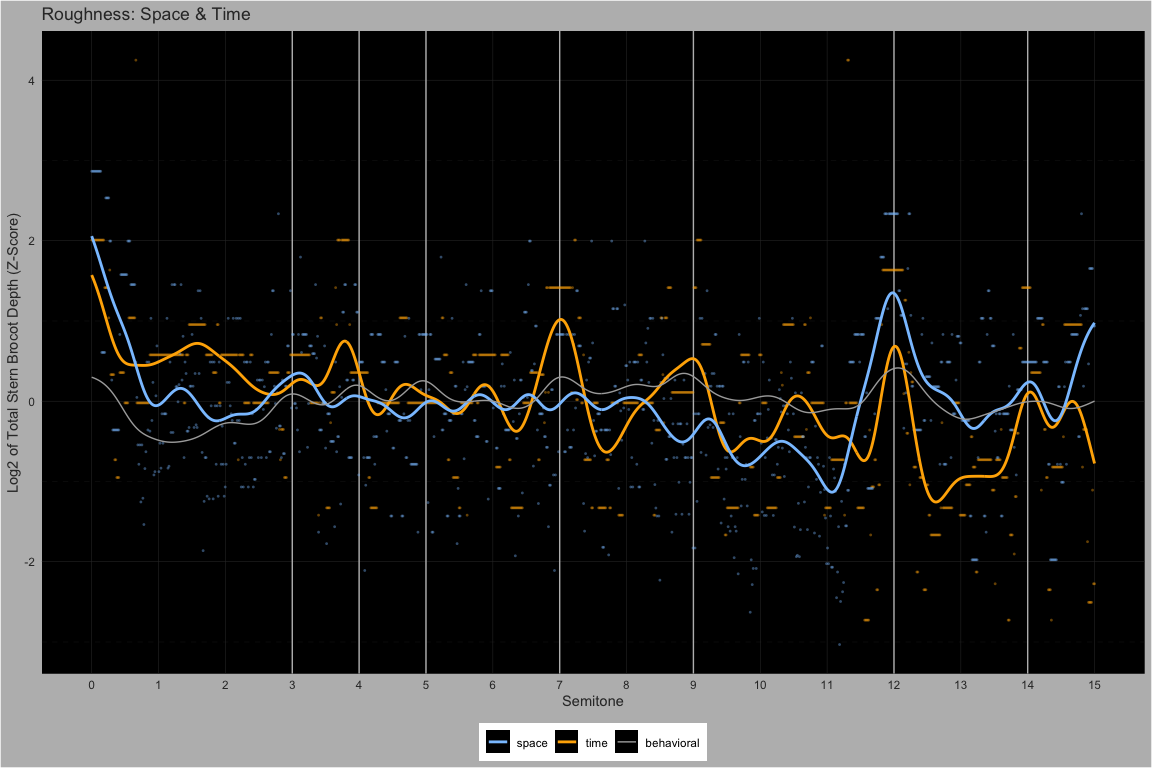 Roughness: Space & Time
Log2 of Total Stern Brocot Depth (Z-Score)
4
2
0
-2
0 1 2 3 4 5 6 7 8 9 10 11 12 13 14 15
Semitone
space time behavioral